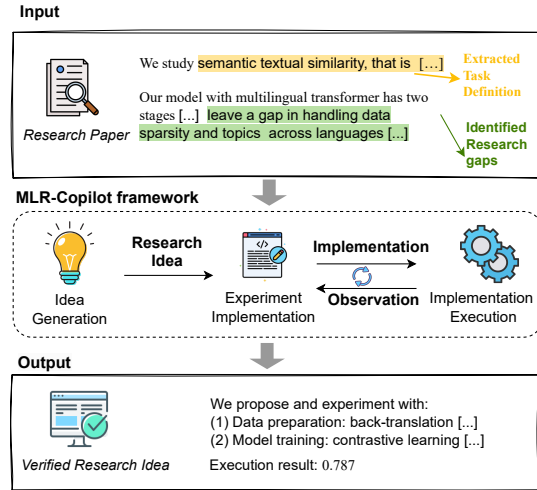 Input
We study semantic textual similarity, that is [...]
Extracted
Task
Definition
Our model with multilingual transformer has two
stages [...] leave a gap in handling data
sparsity and topics across languages [...]
Identified
Research
gaps
Research Paper
MLR-Copilot framework
Research
Idea
Implementation
Observation
Idea
Generation
Experiment
Implementation
Implementation
Execution
Output
We propose and experiment with:
(1) Data preparation: back-translation [...]
(2) Model training: contrastive learning [...]
Execution result: 0.787
Verified Research Idea